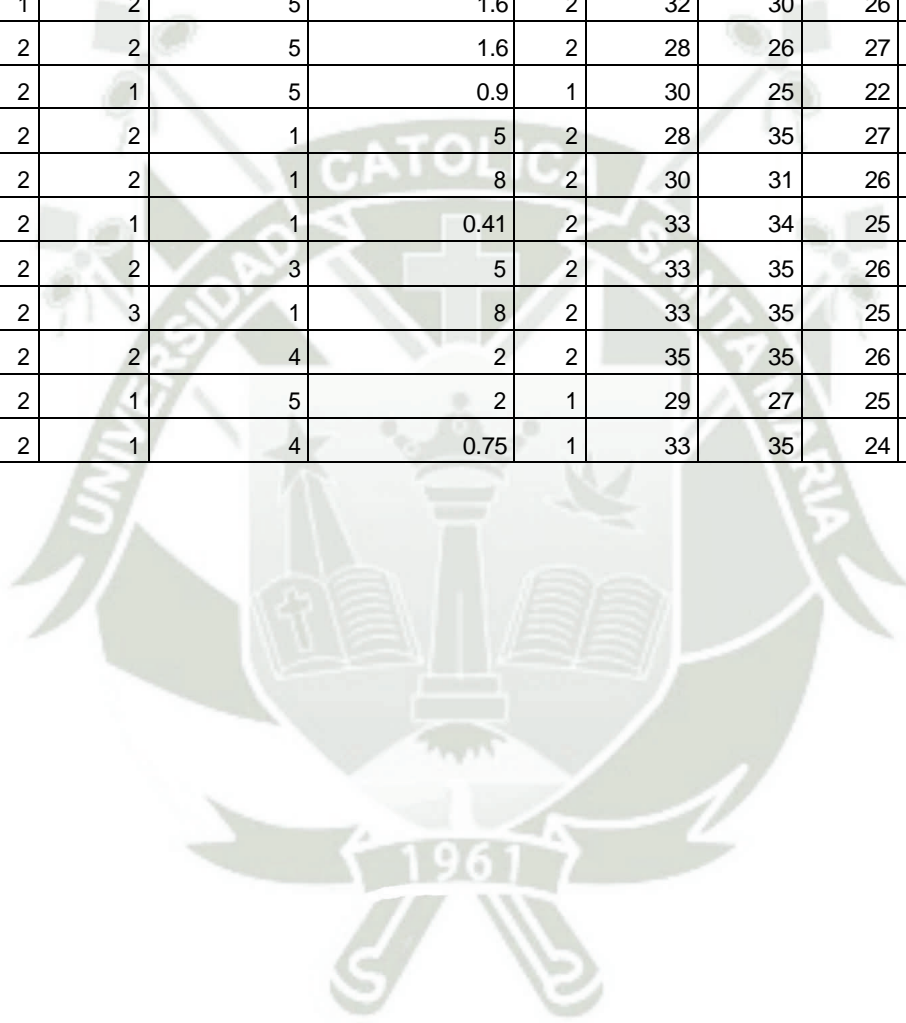 1 2 5 1.6 2 32 30 26
2 2 5 1.6 2 28 26 27
2 1 5 0.9 1 30 25 22
2 2 1 5 2 28 35 27
2 2 1 8 2 30 31 26
2 1 1 0.41 2 33 34 25
2 2 3 5 2 33 35 26
2 3 1 8 2 33 35 25
2 2 4 2 2 35 35 26
2 1 5 2 1 29 27 25
2 1 4 0.75 1 33 35 24
UNIVERSIDAD CATOLICA SANTA MARIA
1961